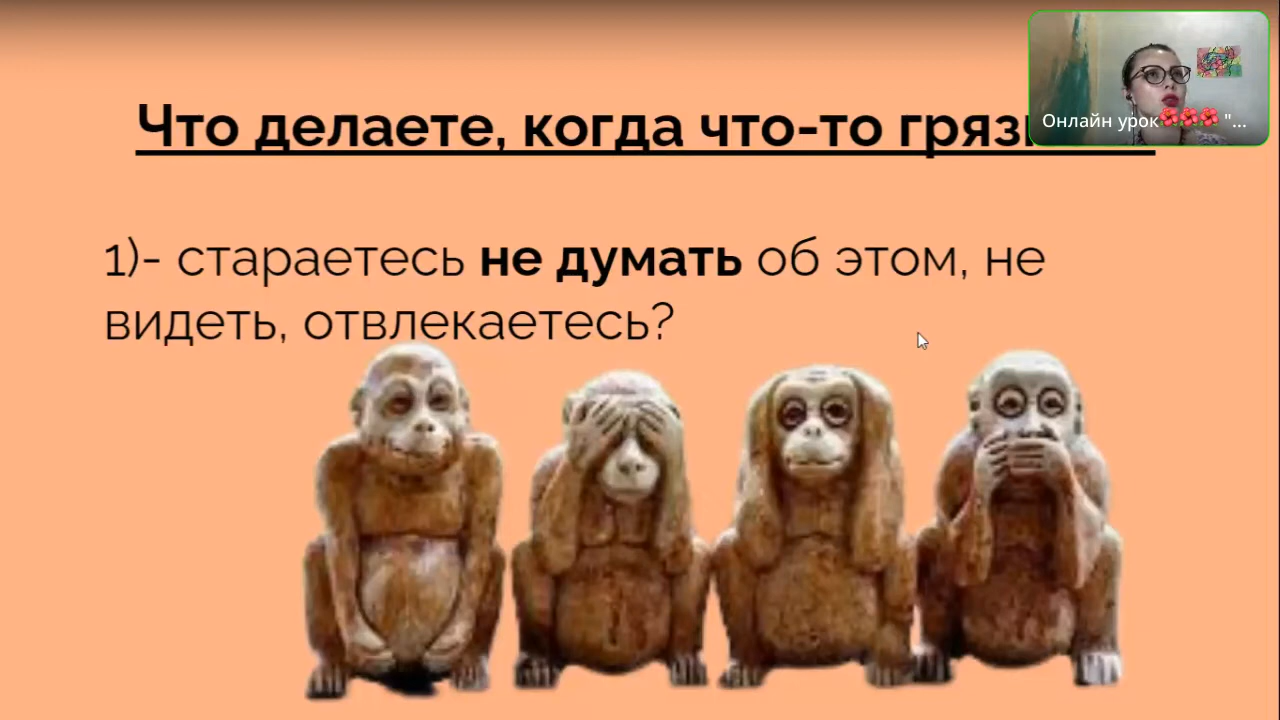 Что делаете, когда что-то
1)- стараетесь не думать об этом, не
видеть, отвлекаетесь?
Онлайн урок🌺🌺🌺 "...